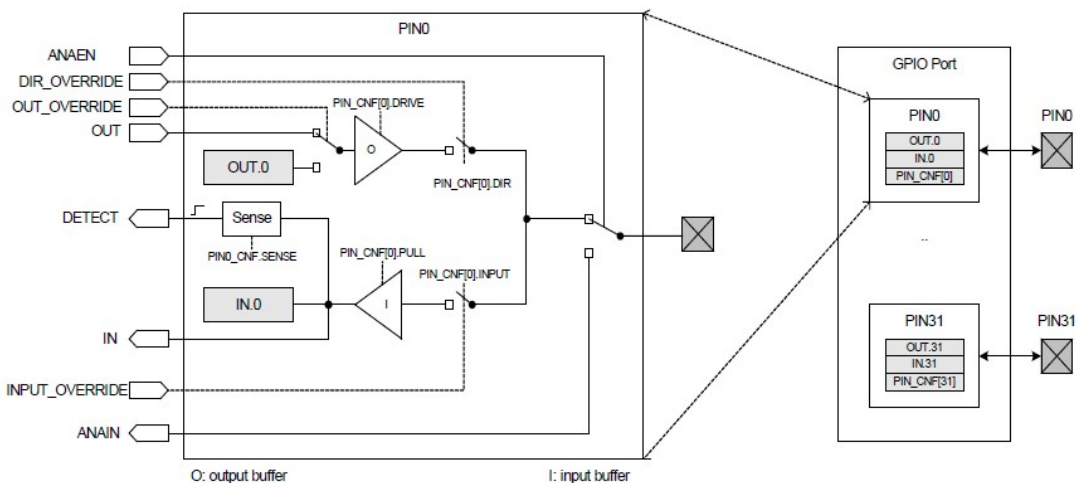 PIN0
ANAEN
DIR_OVERRIDE
OUT_OVERRIDE
PIN_CNF[0].DRIVE
OUT
O
OUT.0
PIN_CNF[0].DIR
DETECT
Sense
PIN0_CNF.SENSE
PIN_CNF[0].PULL
PIN_CNF[0].INPUT
IN.0
I
IN
INPUT_OVERRIDE
ANAIN
O: output buffer
I: input buffer
GPIO Port
PIN0
PIN0
OUT.0
IN.0
PIN_CNF[0]
..
PIN31
PIN31
OUT.31
IN.31
PIN_CNF[31]